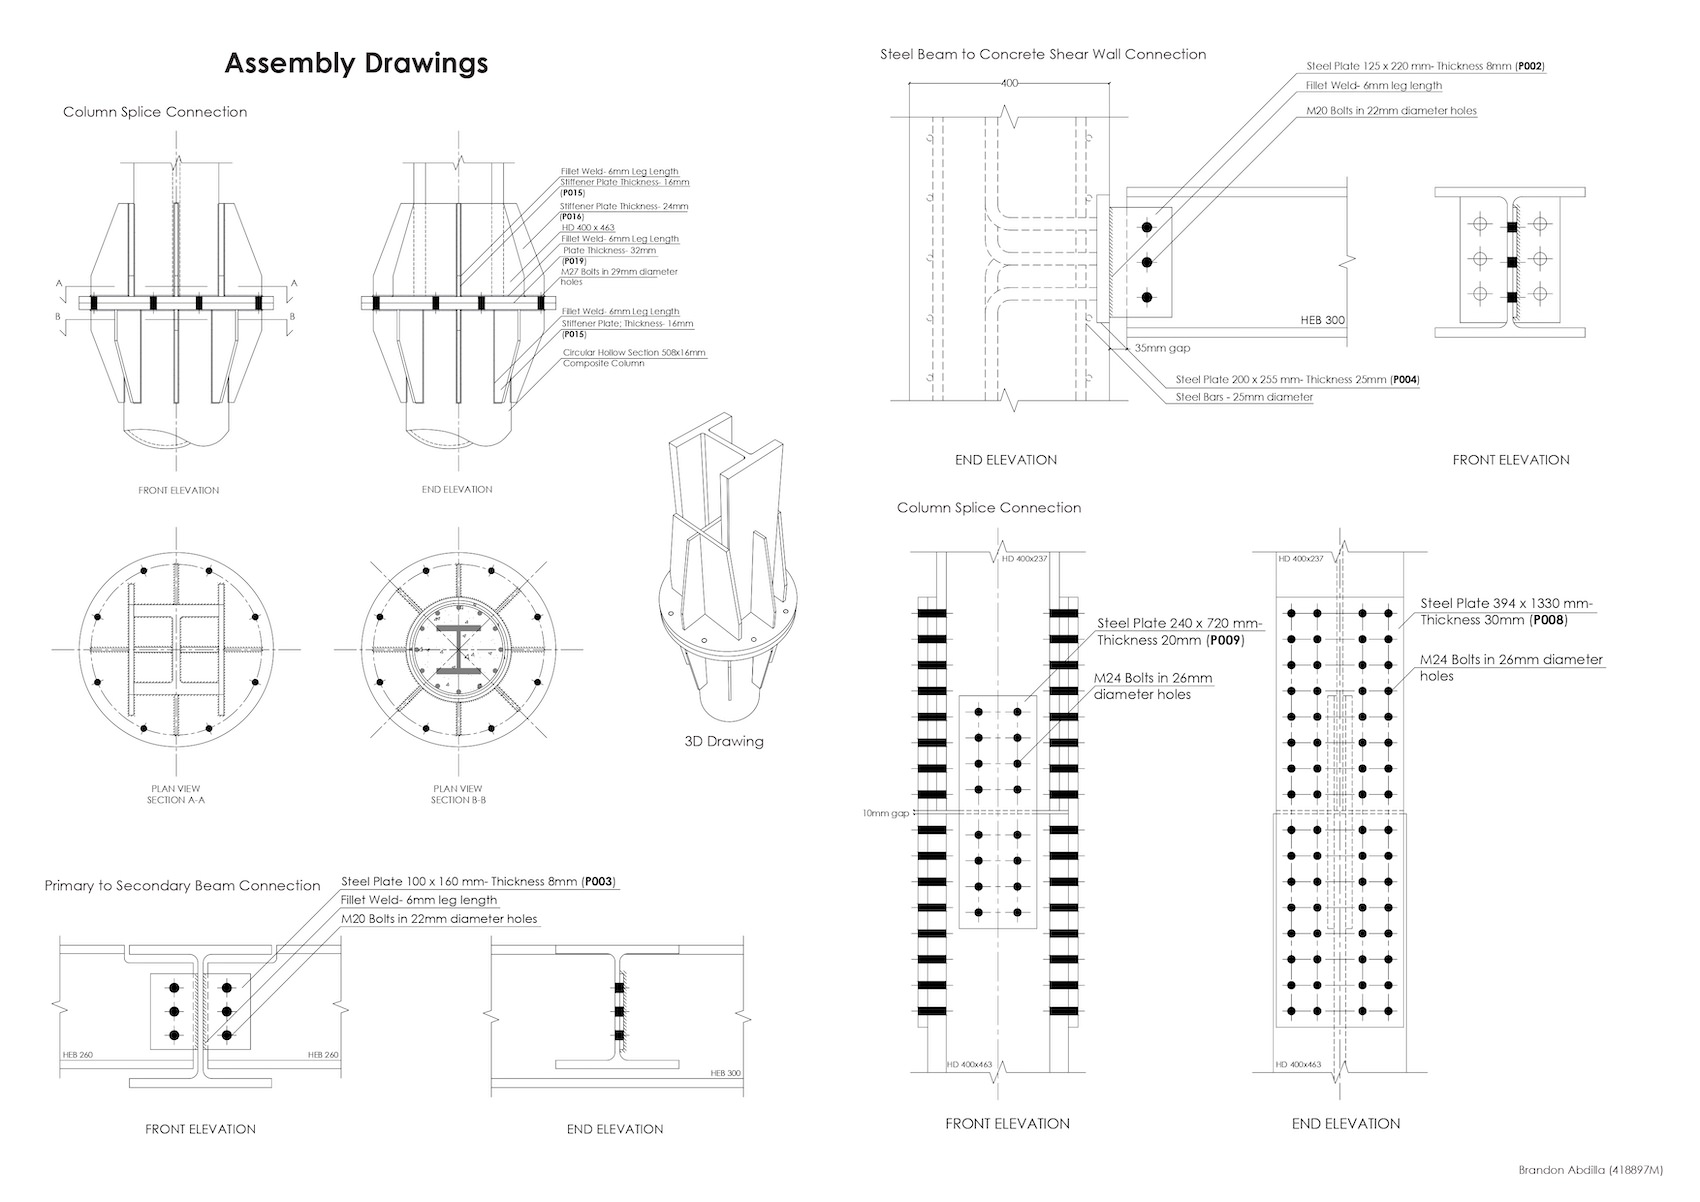 Assembly Drawings
Column Splice Connection
Fillet Weld- 6mm Leg Length
Stiffener Plate Thickness- 16mm
(P015)
Stiffener Plate Thickness- 24mm
(P016)
HD 400 x 463
Fillet Weld- 6mm Leg Length
Plate Thickness- 32mm
(P019)
M27 Bolts in 29mm diameter
holes
Fillet Weld- 6mm Leg Length
Stiffener Plate; Thickness- 16mm
(P015)
Circular Hollow Section 508x16mm
Composite Column
A
A
B
B
FRONT ELEVATION
END ELEVATION
PLAN VIEW
SECTION A-A
PLAN VIEW
SECTION B-B
3D Drawing
Primary to Secondary Beam Connection
Steel Plate 100 x 160 mm- Thickness 8mm (P003)
Fillet Weld- 6mm leg length
M20 Bolts in 22mm diameter holes
HEB 260
HEB 260
HEB 300
FRONT ELEVATION
END ELEVATION
Steel Beam to Concrete Shear Wall Connection
400
Steel Plate 125 x 220 mm- Thickness 8mm (P002)
Fillet Weld- 6mm leg length
M20 Bolts in 22mm diameter holes
HEB 300
35mm gap
Steel Plate 200 x 255 mm- Thickness 25mm (P004)
Steel Bars - 25mm diameter
END ELEVATION
FRONT ELEVATION
Column Splice Connection
HD 400x237
Steel Plate 240 x 720 mm-
Thickness 20mm (P009)
M24 Bolts in 26mm
diameter holes
10mm gap
HD 400x463
HD 400x237
Steel Plate 394 x 1330 mm-
Thickness 30mm (P008)
M24 Bolts in 26mm diameter
holes
HD 400x463
FRONT ELEVATION
END ELEVATION
Brandon Abdilla (418897M)